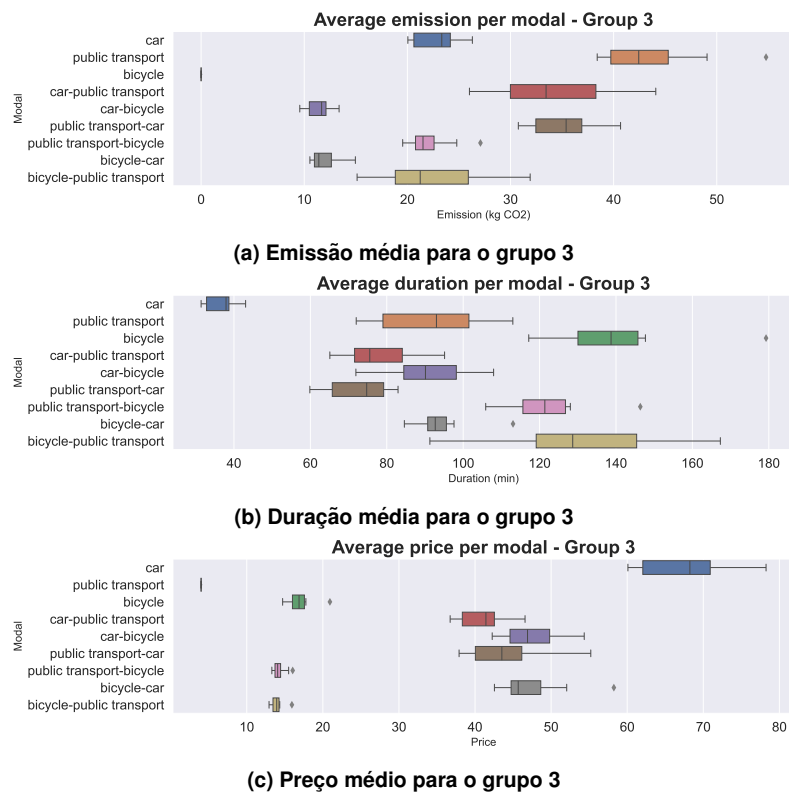 Average emission per modal - Group 3
Modal
car
public transport
bicycle
car-public transport
car-bicycle
public transport-car
public transport-bicycle
bicycle-car
bicycle-public transport
0 10 20 30 40 50
Emission (kg CO2)
(a) Emissão média para o grupo 3
Average duration per modal - Group 3
Modal
car
public transport
bicycle
car-public transport
car-bicycle
public transport-car
public transport-bicycle
bicycle-car
bicycle-public transport
40 60 80 100 120 140 160 180
Duration (min)
(b) Duração média para o grupo 3
Average price per modal - Group 3
Modal
car
public transport
bicycle
car-public transport
car-bicycle
public transport-car
public transport-bicycle
bicycle-car
bicycle-public transport
10 20 30 40 50 60 70 80
Price
(c) Preço médio para o grupo 3